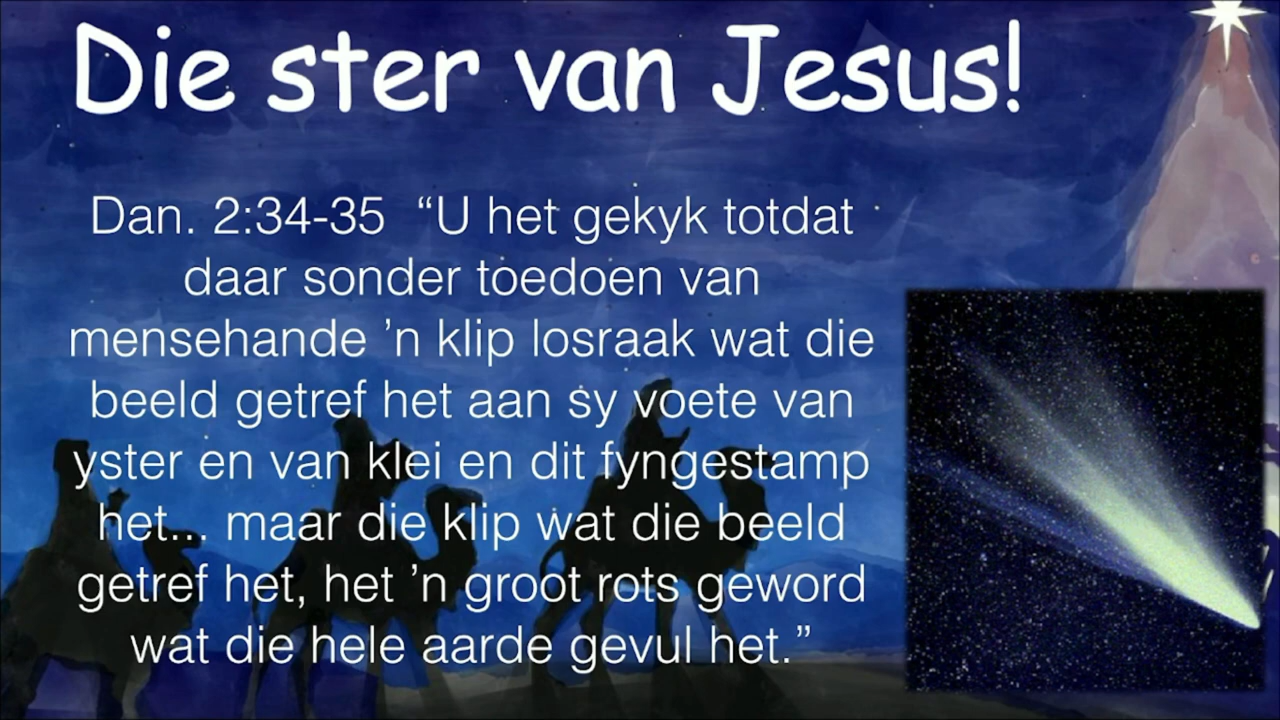 Die ster van Jesus!
Dan. 2:34-35 “U het gekyk totdat
daar sonder toedoen van
mensehande ’n klip losraak wat die
beeld getref het aan sy voete van
yster en van klei en dit fyngestamp
het... maar die klip wat die beeld
getref het, het ’n groot rots geword
wat die hele aarde gevul het.”